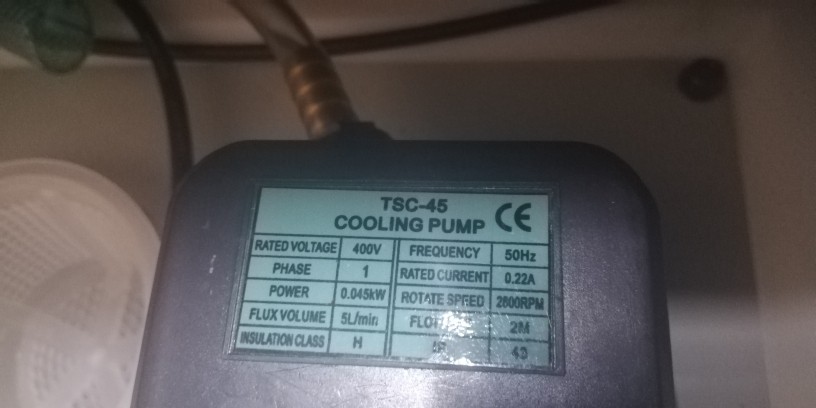 TSC-45
COOLING PUMP CE
RATED VOLTAGE 400V FREQUENCY 50Hz
PHASE 1 RATED CURRENT 0.22A
POWER 0.045kW ROTATE SPEED 2800RPM
FLUX VOLUME 5L/min 2M
INSULATION CLASS H